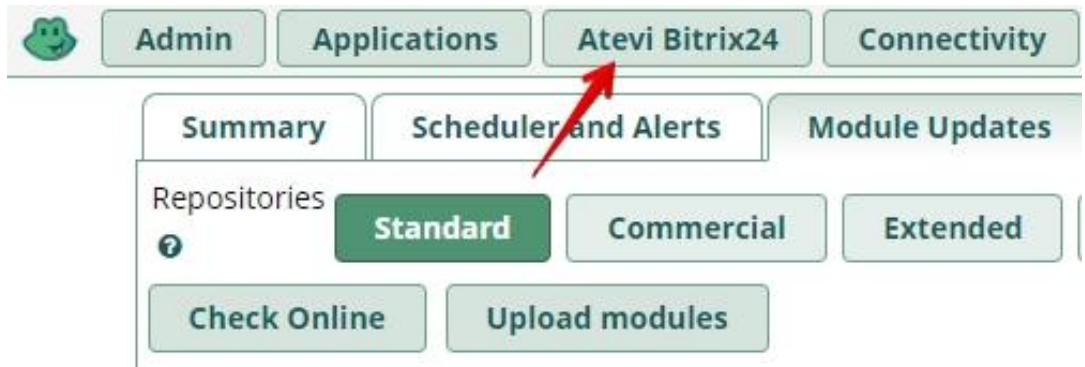 Admin Applications Atevi Bitrix24 Connectivity
Summary Scheduler and Alerts Module Updates
Repositories
Standard Commercial Extended
Check Online Upload modules